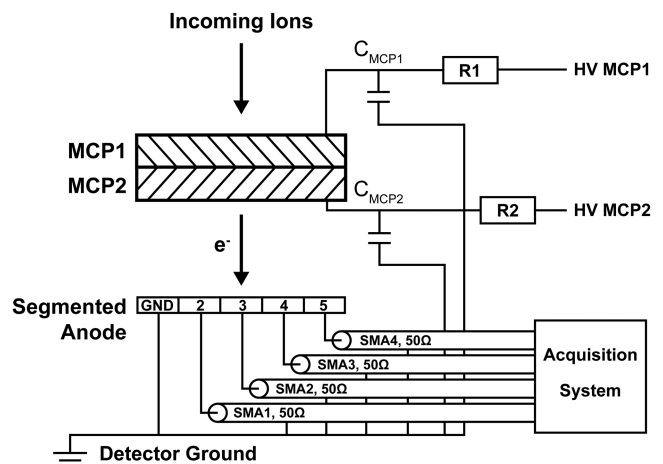 Incoming Ions
C_MCP1
R1
HV MCP1
MCP1
MCP2
C_MCP2
R2
HV MCP2
e⁻
Segmented
Anode
GND 2 3 4 5
SMA4, 50Ω
SMA3, 50Ω
SMA2, 50Ω
SMA1, 50Ω
Acquisition
System
Detector Ground